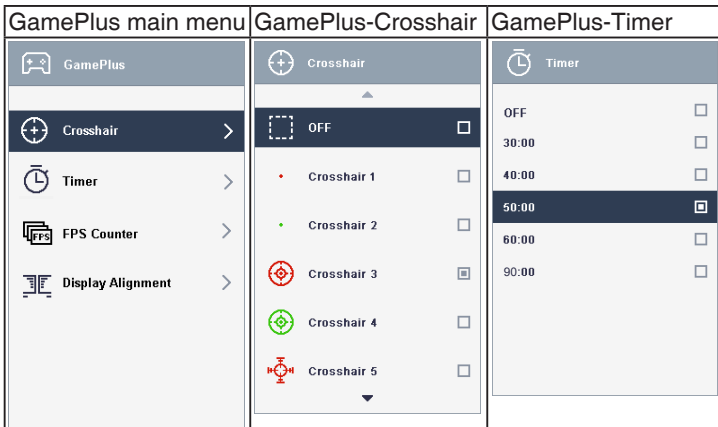 GamePlus main menu
GamePlus-Crosshair
GamePlus-Timer
GamePlus
Crosshair
Timer
FPS
FPS Counter
Display Alignment
Crosshair
OFF
Crosshair 1
Crosshair 2
Crosshair 3
Crosshair 4
Crosshair 5
Timer
OFF
30:00
40:00
50:00
60:00
90:00